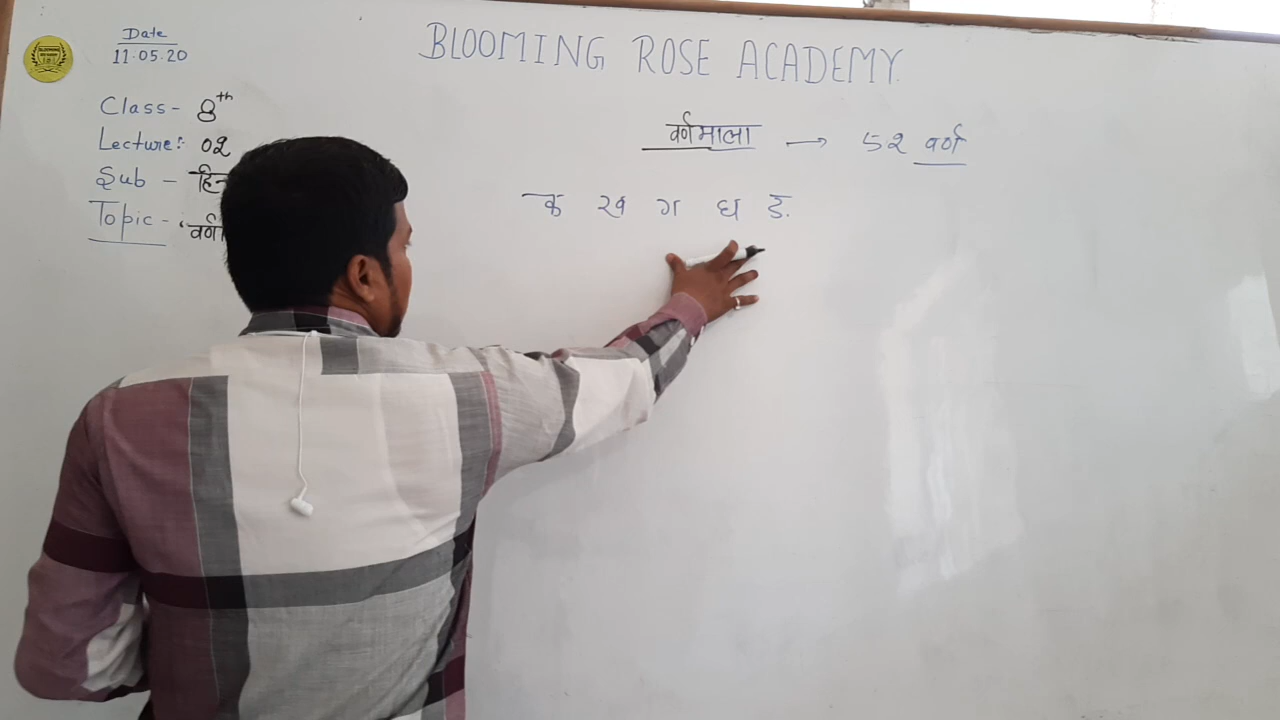 Date
11.05.20
BLOOMING ROSE ACADEMY.
Class - 8th
Lecture:- 02
Sub -
Topic -
वर्णमाला → 52 वर्ण
क ख ग घ ङ